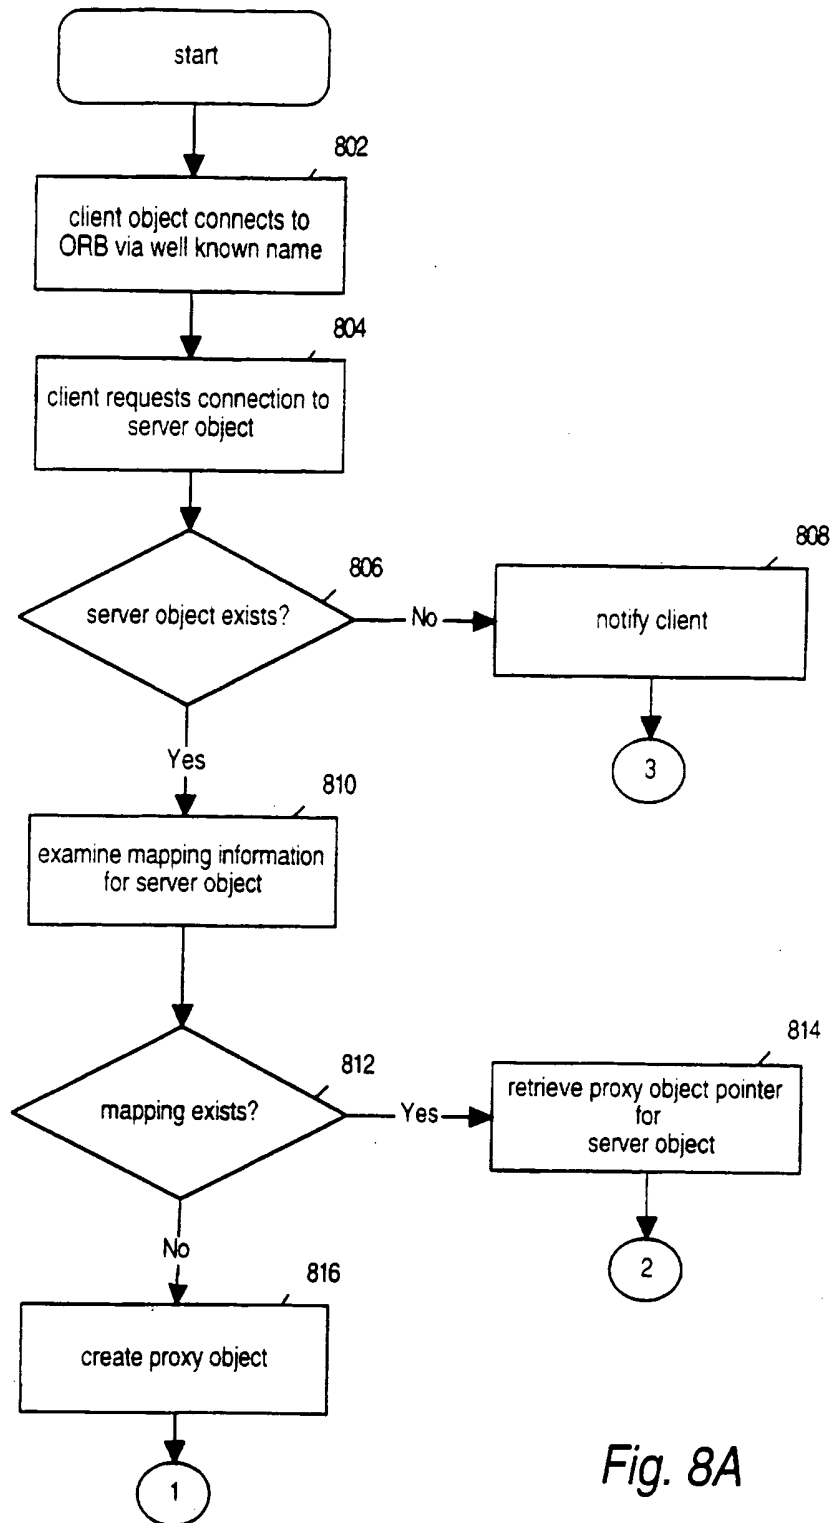 start
802
client object connects to
ORB via well known name
804
client requests connection to
server object
806
server object exists?
No
808
notify client
3
Yes
810
examine mapping information
for server object
812
mapping exists?
Yes
814
retrieve proxy object pointer
for
server object
2
No
816
create proxy object
1
Fig. 8A